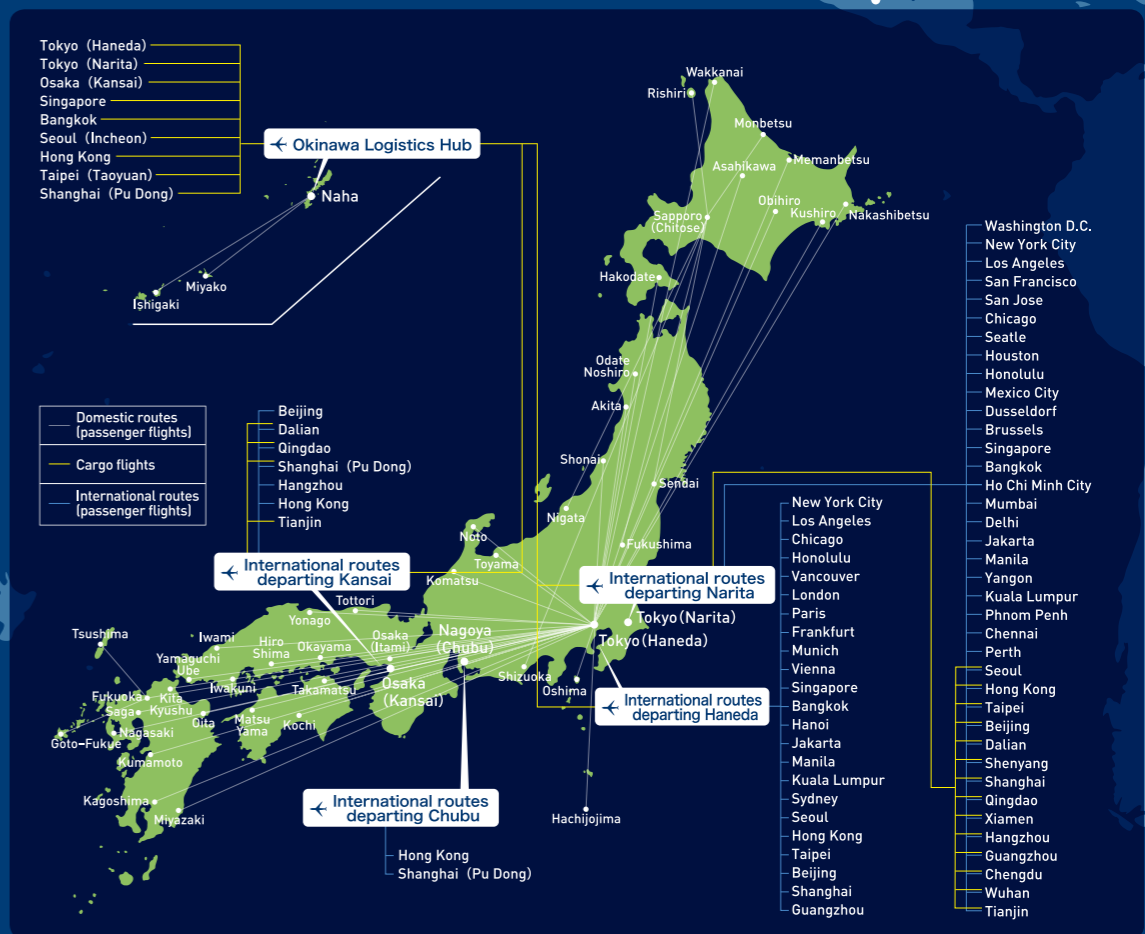 Tokyo (Haneda)
Tokyo (Narita)
Osaka (Kansai)
Singapore
Bangkok
Seoul (Incheon)
Hong Kong
Taipei (Taoyuan)
Shanghai (Pu Dong)
Okinawa Logistics Hub
Naha
Miyako
Ishigaki
Wakkanai
Rishiri
Monbetsu
Memanbetsu
Asahikawa
Obihiro
Kushiro
Nakashibetsu
Sapporo
(Chitose)
Hakodate
Odate
Noshiro
Akita
Shonai
Sendai
Nigata
Fukushima
Noto
Toyama
Komatsu
Domestic routes
(passenger flights)
Cargo flights
International routes
(passenger flights)
Beijing
Dalian
Qingdao
Shanghai (Pu Dong)
Hangzhou
Hong Kong
Tianjin
International routes
departing Kansai
International routes
departing Narita
Tokyo(Narita)
Tokyo(Haneda)
Tottori
Yonago
Tsushima
Iwami
Hiro
Shima
Okayama
Osaka
(Itami)
Nagoya
(Chubu)
Yamaguchi
Ube
Iwakuni
Takamatsu
Osaka
(Kansai)
Shizuoka
Oshima
Fukuoka
Kita
Kyushu
Saga
Oita
Matsu
Yama
Kochi
Goto-Fukue
Nagasaki
Kumamoto
Kagoshima
Miyazaki
International routes
departing Haneda
Hachijojima
International routes
departing Chubu
Hong Kong
Shanghai (Pu Dong)
New York City
Los Angeles
Chicago
Honolulu
Vancouver
London
Paris
Frankfurt
Munich
Vienna
Singapore
Bangkok
Hanoi
Jakarta
Manila
Kuala Lumpur
Sydney
Seoul
Hong Kong
Taipei
Beijing
Shanghai
Guangzhou
Washington D.C.
New York City
Los Angeles
San Francisco
San Jose
Chicago
Seatle
Houston
Honolulu
Mexico City
Dusseldorf
Brussels
Singapore
Bangkok
Ho Chi Minh City
Mumbai
Delhi
Jakarta
Manila
Yangon
Kuala Lumpur
Phnom Penh
Chennai
Perth
Seoul
Hong Kong
Taipei
Beijing
Dalian
Shenyang
Shanghai
Qingdao
Xiamen
Hangzhou
Guangzhou
Chengdu
Wuhan
Tianjin